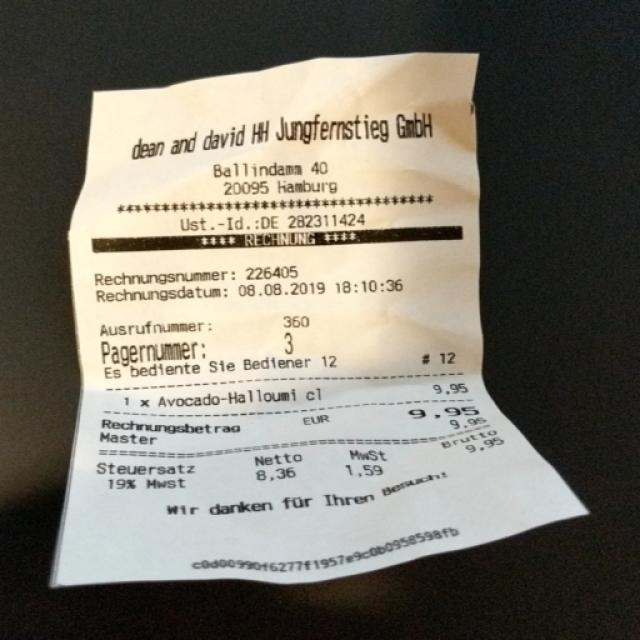 dean and david HH Jungfernstieg GmbH
Ballindamm 40
20095 Hamburg
************************************
Ust.-Id.:DE 282311424
**** RECHNUNG ****
Rechnungsnummer: 226405
Rechnungsdatum: 08.08.2019 18:10:36
Ausrufnummer: 360
Pagernummer: 3
Es bediente Sie Bediener 12 # 12
1 x Avocado-Halloumi cl 9,95
Rechnungsbetrag EUR 9,95
Master 9,95
Steuersatz Netto MwSt Brutto
19% Mwst 8,36 1,59 9,95
Wir danken für Ihren Besuch!
c0d00990f6277f1957e9c0b0958598fb